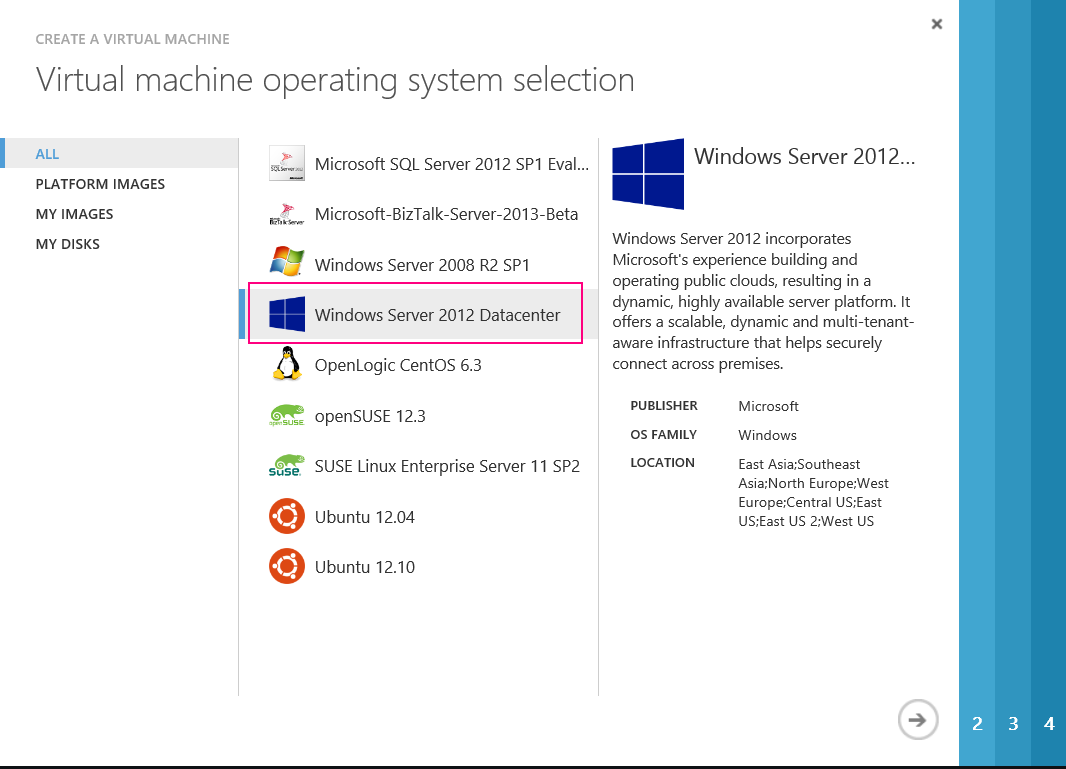 CREATE A VIRTUAL MACHINE
Virtual machine operating system selection
ALL
PLATFORM IMAGES
MY IMAGES
MY DISKS
Microsoft SQL Server 2012 SP1 Eval...
Microsoft-BizTalk-Server-2013-Beta
Windows Server 2008 R2 SP1
Windows Server 2012 Datacenter
OpenLogic CentOS 6.3
openSUSE 12.3
SUSE Linux Enterprise Server 11 SP2
Ubuntu 12.04
Ubuntu 12.10
Windows Server 2012...
Windows Server 2012 incorporates
Microsoft's experience building and
operating public clouds, resulting in a
dynamic, highly available server platform. It
offers a scalable, dynamic and multi-tenant-
aware infrastructure that helps securely
connect across premises.
PUBLISHER Microsoft
OS FAMILY Windows
LOCATION East Asia;Southeast
Asia;North Europe;West
Europe;Central US;East
US;East US 2;West US
2 3 4